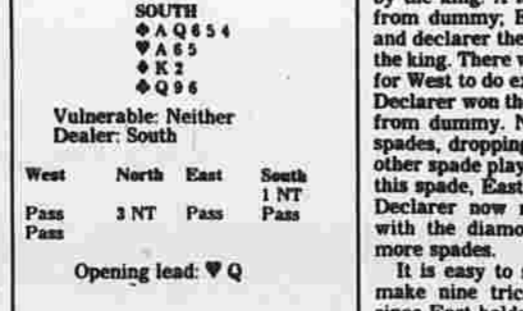 SOUTH
♠ A Q 6 5 4
♥ A 6 5
♦ K 2
♣ Q 9 6
Vulnerable: Neither
Dealer: South
West North East South
1 NT
Pass 3 NT Pass Pass
Pass
Opening lead: ♥ Q
by the king. A
from dummy; E
and declarer the
the king. There w
for West to do ex
Declarer won th
from dummy. N
spades, dropping
other spade play
this spade, East
Declarer now
with the diamo
more spades.
It is easy to
make nine tric
since East holds